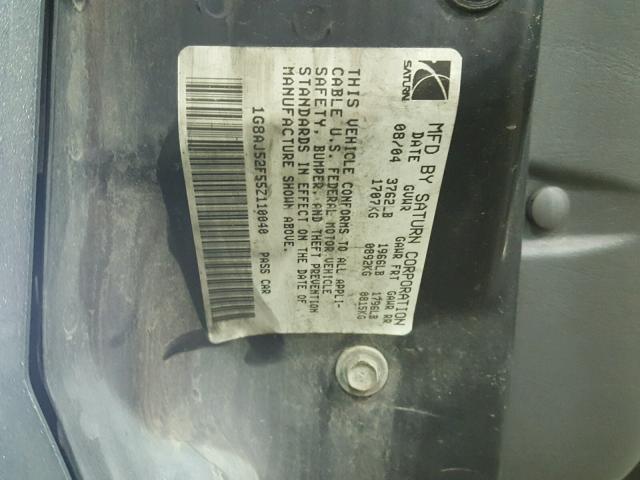 SATURN
MFD BY SATURN CORPORATION
DATE GVWR GAWR FRT GAWR RR
08/04 3762LB 1966LB 1796LB
1707KG 0892KG 0815KG
THIS VEHICLE CONFORMS TO ALL APPLI-
CABLE U.S. FEDERAL MOTOR VEHICLE
SAFETY, BUMPER, AND THEFT PREVENTION
STANDARDS IN EFFECT ON THE DATE OF
MANUFACTURE SHOWN ABOVE.
1G8AJ52F55Z110040 PASS CAR